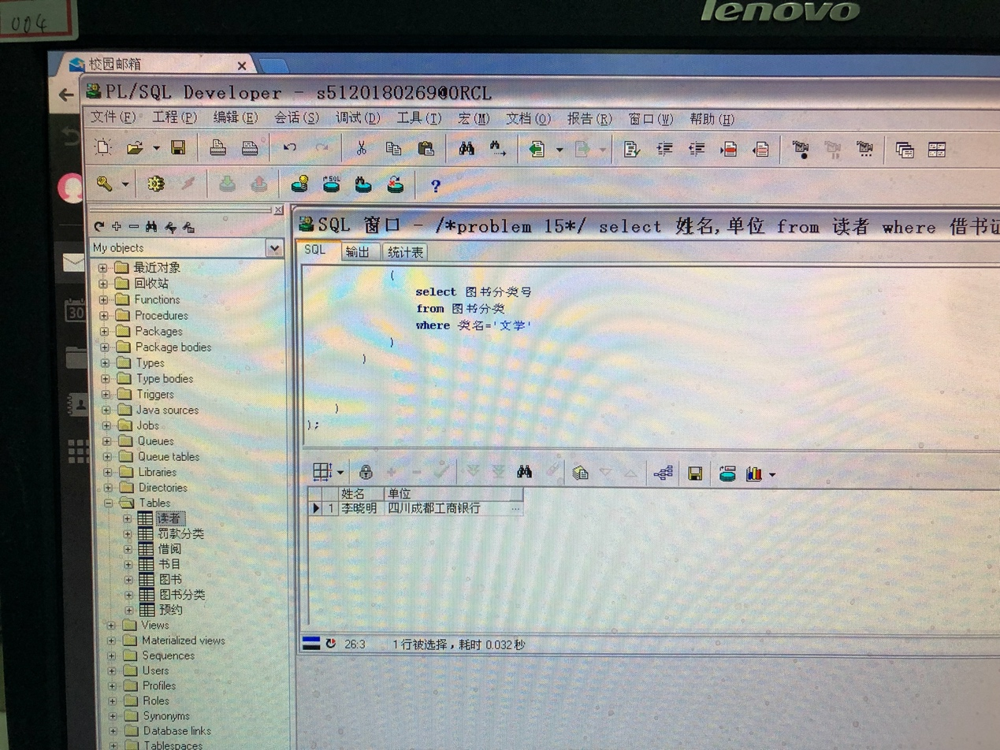 004
lenovo
校园邮箱
PL/SQL Developer - s5120180269@ORCL
文件(F) 工程(P) 编辑(E) 会话(S) 调试(D) 工具(T) 宏(M) 文档(O) 报告(R) 窗口(W) 帮助(H)
SQL
?
SQL 窗口 - /*problem 15*/ select 姓名,单位 from 读者 where 借书证
My objects
SQL 输出 统计表
最近对象
回收站
Functions
Procedures
Packages
Package bodies
Types
Type bodies
Triggers
Java sources
Jobs
Queues
Queue tables
Libraries
Directories
Tables
读者
罚款分类
借阅
书目
图书
图书分类
预约
Views
Materialized views
Sequences
Users
Profiles
Roles
Synonyms
Database links
Tablespaces
30
(
select 图书分类号
from 图书分类
where 类名='文学'
)
)
)
);
姓名 单位
1 李晓明 四川成都工商银行 ...
26:3 1 行被选择，耗时 0.032 秒